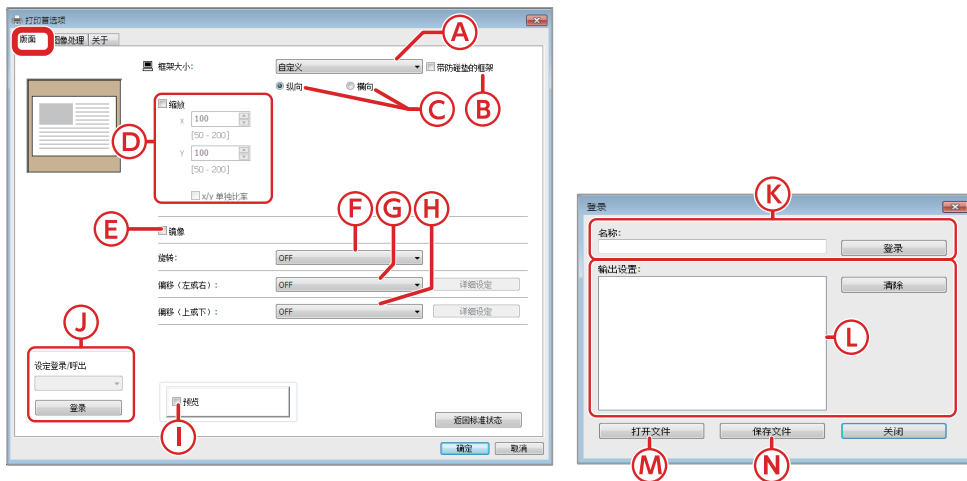 打印首选项
版面 图像处理 关于
A
框架大小: 自定义 带防碰垫的框架
纵向 横向
C B
缩放
X 100
[50 - 200]
D
Y 100
[50 - 200]
x/y 单独比率
F G H
E
镜像
旋转: OFF
偏移（左或右）: OFF 详细设定
偏移（上或下）: OFF 详细设定
J
设定登录/呼出
登录
预览
I
返回标准状态
确定 取消
K
登录
名称:
登录
输出设置:
清除
L
打开文件 保存文件 关闭
M N